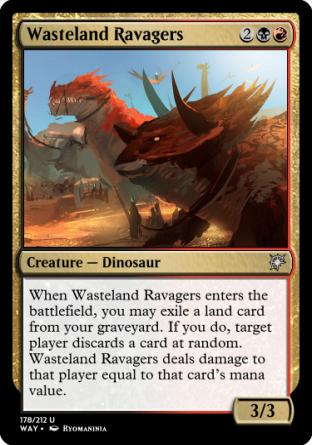 Wasteland Ravagers 2
Creature — Dinosaur
When Wasteland Ravagers enters the
battlefield, you may exile a land card
from your graveyard. If you do, target
player discards a card at random.
Wasteland Ravagers deals damage to
that player equal to that card's mana
value.
3/3
178/212 U
WAY • Ryomaninia